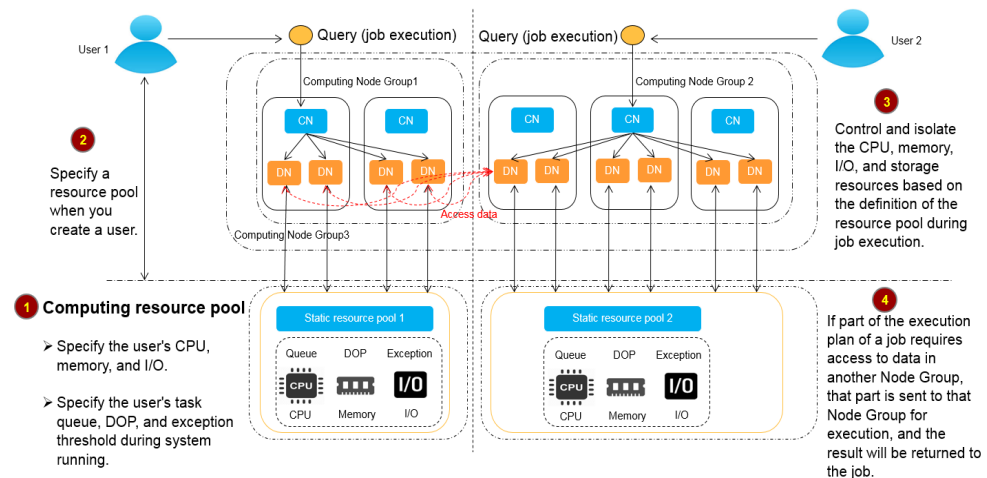 User 1
Query (job execution)
Query (job execution)
User 2
Computing Node Group1
Computing Node Group 2
CN
CN
CN
CN
CN
DN
DN
DN
DN
DN
DN
DN
DN
DN
DN
Access data
Computing Node Group3
2
Specify a
resource pool
when you
create a user.
3
Control and isolate
the CPU, memory,
I/O, and storage
resources based on
the definition of the
resource pool during
job execution.
1 Computing resource pool
➢ Specify the user's CPU,
memory, and I/O.
➢ Specify the user's task
queue, DOP, and exception
threshold during system
running.
Static resource pool 1
Queue DOP Exception
CPU I/O
CPU Memory I/O
Static resource pool 2
Queue DOP Exception
CPU I/O
CPU Memory I/O
4
If part of the execution
plan of a job requires
access to data in
another Node Group,
that part is sent to that
Node Group for
execution, and the
result will be returned to
the job.